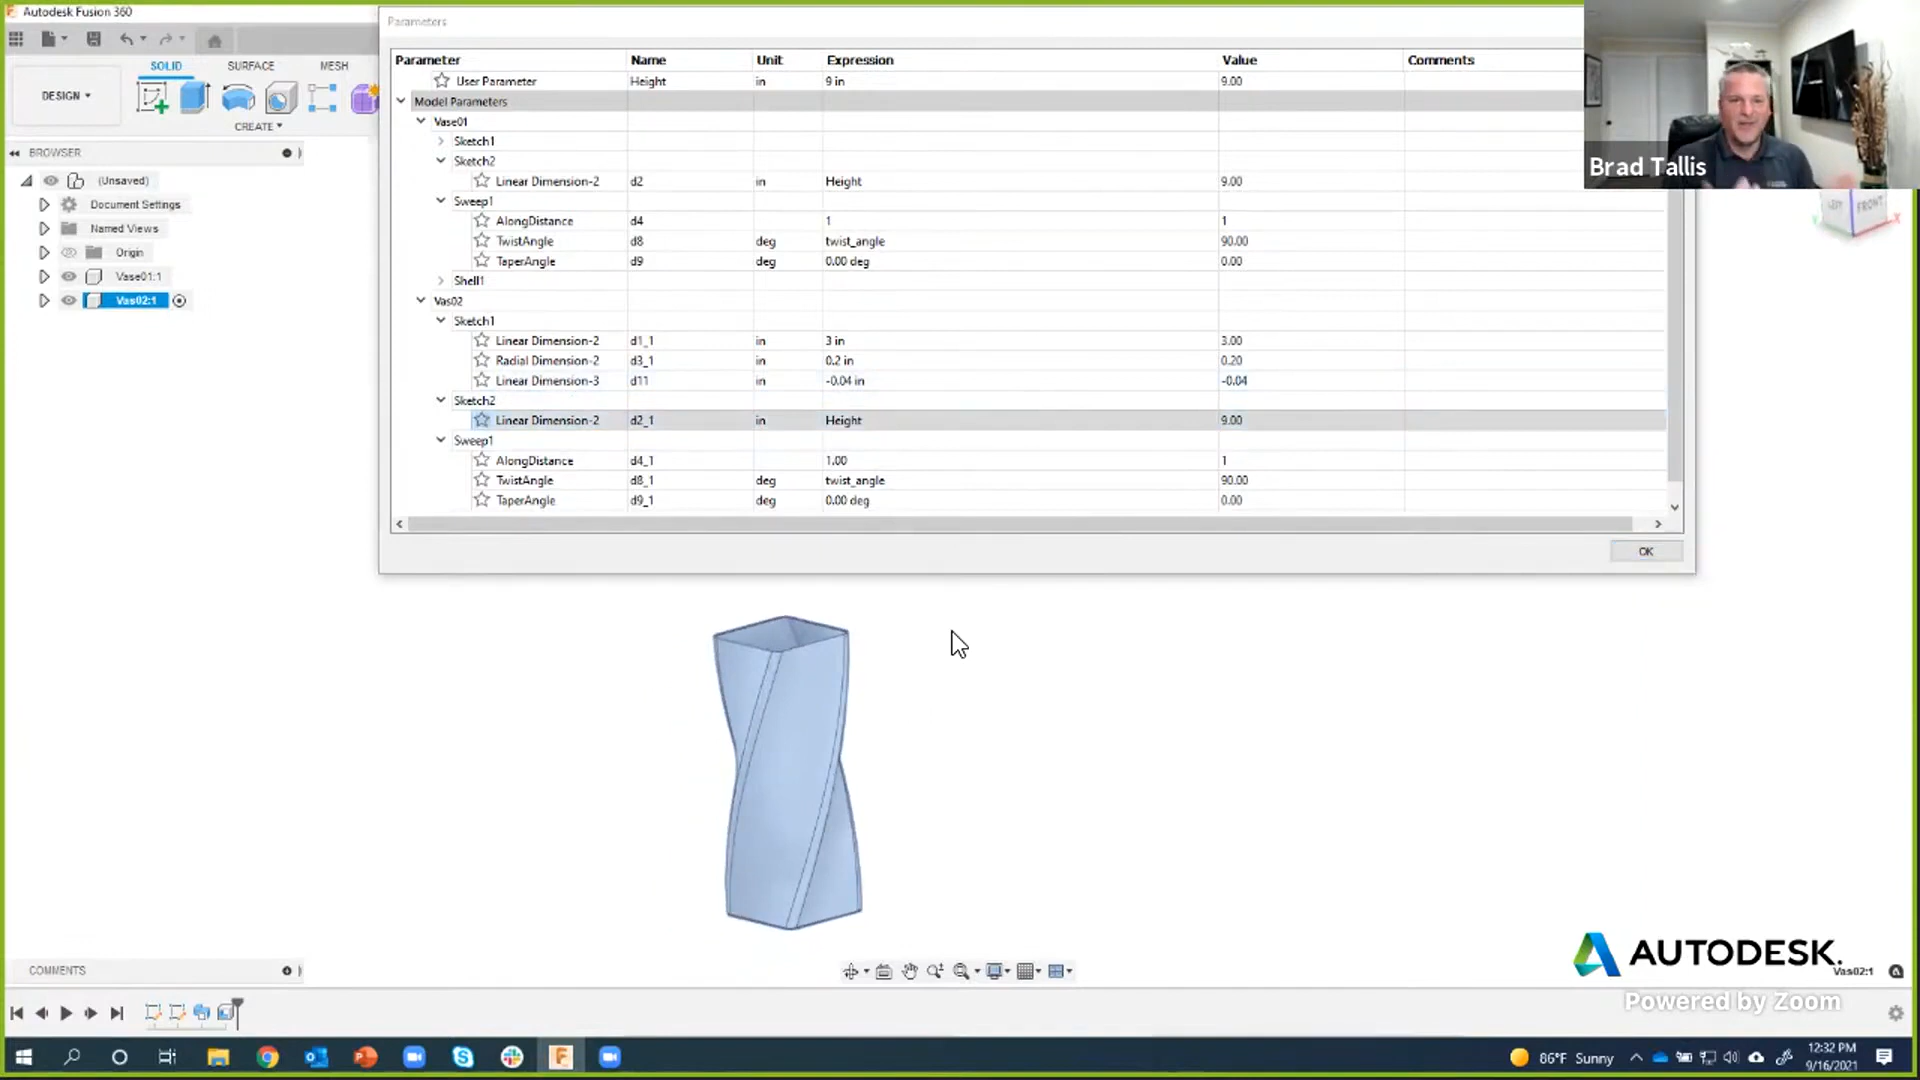 Autodesk Fusion 360
Parameters
Brad Tallis
DESIGN
SOLID
SURFACE
MESH
CREATE
BROWSER
(Unsaved)
Document Settings
Named Views
Origin
Vase01:1
Vas02:1
Parameter Name Unit Expression Value Comments
User Parameter Height in 9 in 9.00
Model Parameters
Vase01
Sketch1
Sketch2
Linear Dimension-2 d2 in Height 9.00
Sweep1
AlongDistance d4 1 1
TwistAngle d8 deg twist_angle 90.00
TaperAngle d9 deg 0.00 deg 0.00
Shell1
Vas02
Sketch1
Linear Dimension-2 d1_1 in 3 in 3.00
Radial Dimension-2 d3_1 in 0.2 in 0.20
Linear Dimension-3 d11 in -0.04 in -0.04
Sketch2
Linear Dimension-2 d2_1 in Height 9.00
Sweep1
AlongDistance d4_1 1.00 1
TwistAngle d8_1 deg twist_angle 90.00
TaperAngle d9_1 deg 0.00 deg 0.00
OK
LEFT
FRONT
AUTODESK.
Vas02:1
Powered by Zoom
COMMENTS
86°F Sunny
12:32 PM
9/16/2021